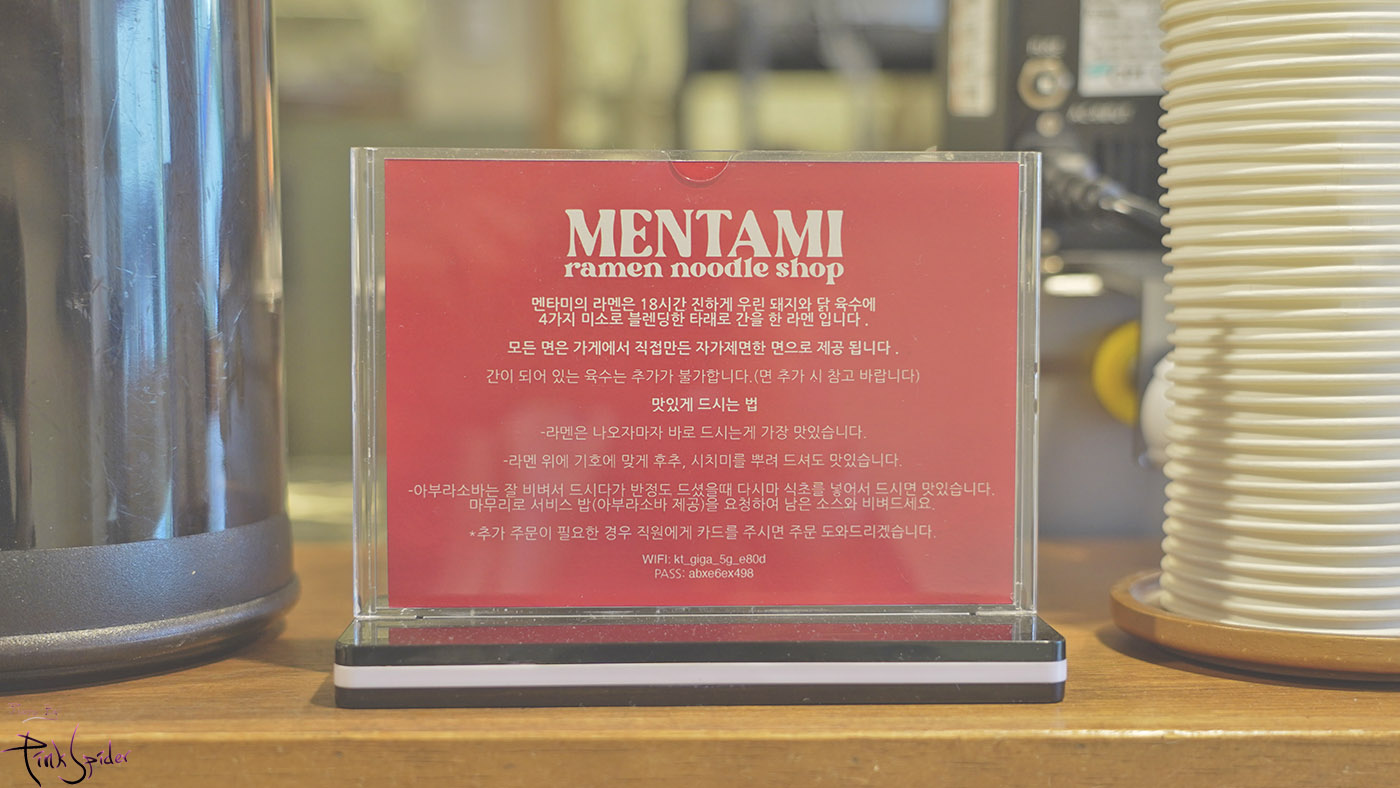 MENTAMI
ramen noodle shop
멘타미의 라멘은 18시간 진하게 우린 돼지와 닭 육수에
4가지 미소로 블렌딩한 타래로 간을 한 라멘 입니다 .
모든 면은 가게에서 직접만든 자가제면한 면으로 제공 됩니다 .
간이 되어 있는 육수는 추가가 불가합니다.(면 추가 시 참고 바랍니다)
맛있게 드시는 법
-라멘은 나오자마자 바로 드시는게 가장 맛있습니다.
-라멘 위에 기호에 맞게 후추, 시치미를 뿌려 드셔도 맛있습니다.
-아부라소바는 잘 비벼서 드시다가 반정도 드셨을때 다시마 식초를 넣어서 드시면 맛있습니다.
마무리로 서비스 밥(아부라소바 제공)을 요청하여 남은 소스와 비벼드세요.
*추가 주문이 필요한 경우 직원에게 카드를 주시면 주문 도와드리겠습니다.
WIFI: kt_giga_5g_e80d
PASS: abxe6ex498
Pink Spider